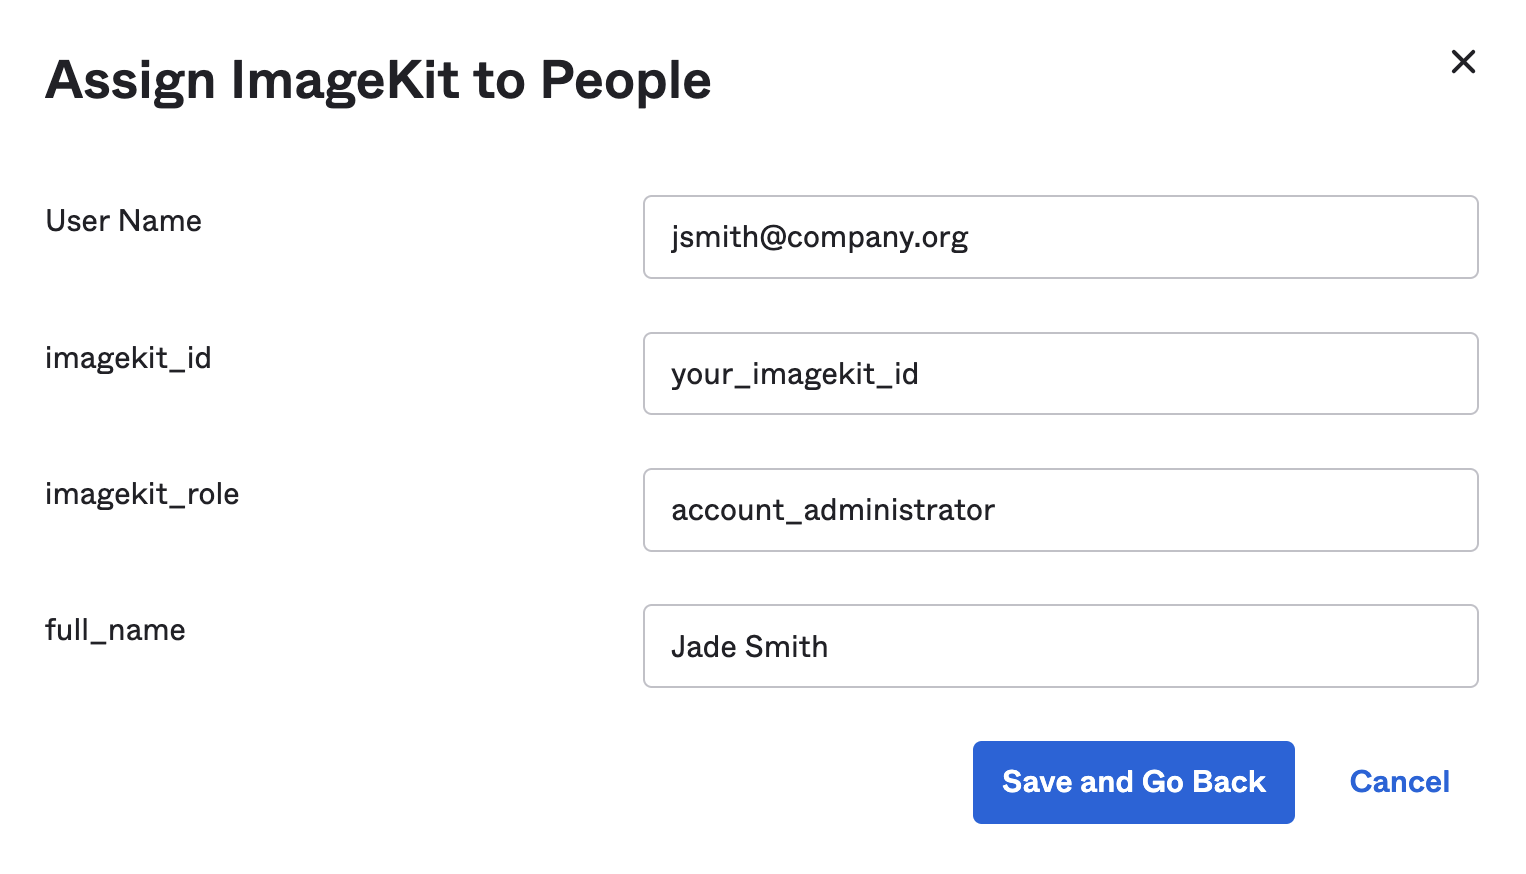 Assign ImageKit to People
User Name
jsmith@company.org
imagekit_id
your_imagekit_id
imagekit_role
account_administrator
full_name
Jade Smith
Save and Go Back
Cancel